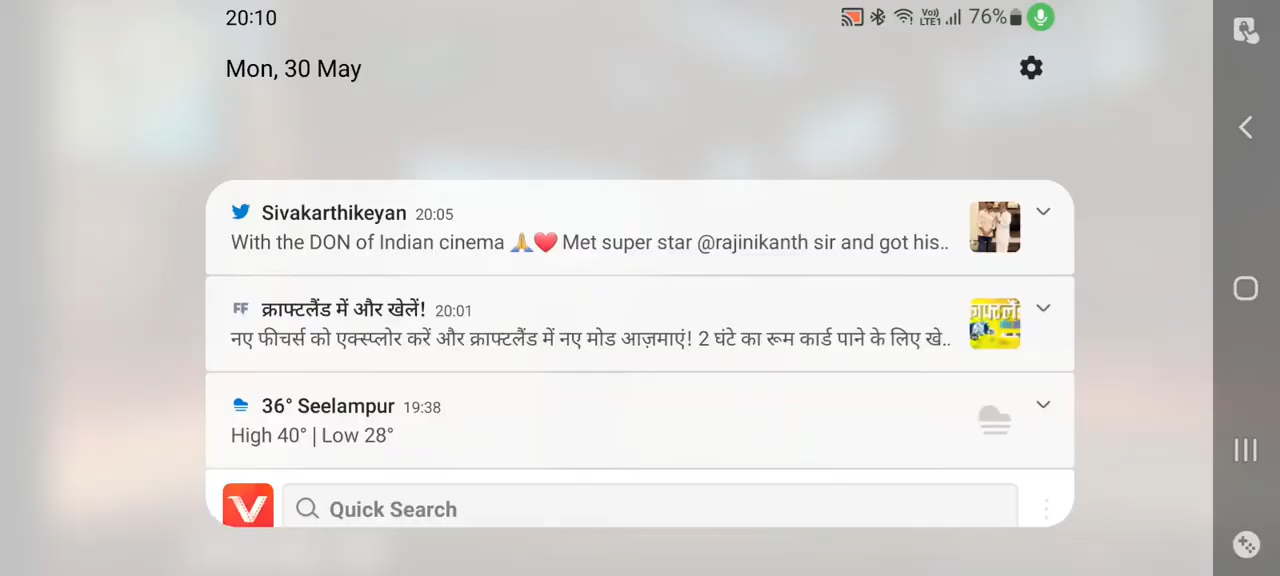 20:10
Vo)) LTE1 76%
Mon, 30 May
Sivakarthikeyan 20:05
With the DON of Indian cinema 🙏❤️ Met super star @rajinikanth sir and got his..
FF क्राफ्टलैंड में और खेलें! 20:01
नए फीचर्स को एक्स्प्लोर करें और क्राफ्टलैंड में नए मोड आज़माएं! 2 घंटे का रूम कार्ड पाने के लिए खे..
36° Seelampur 19:38
High 40° | Low 28°
Quick Search